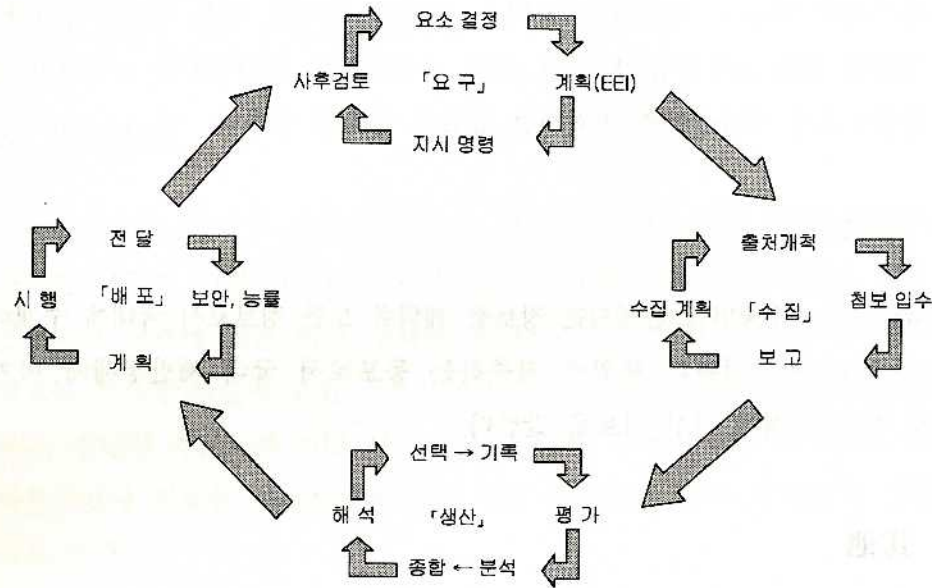 요소 결정
사후검토 「요 구」 계획(EEI)
지시 명령
전 달
시 행 「배 포」 보안, 능률
계 획
출처개척
수집 계획 「수 집」 첩보 입수
보 고
선택 → 기록
해 석 「생산」 평 가
종합 ← 분석